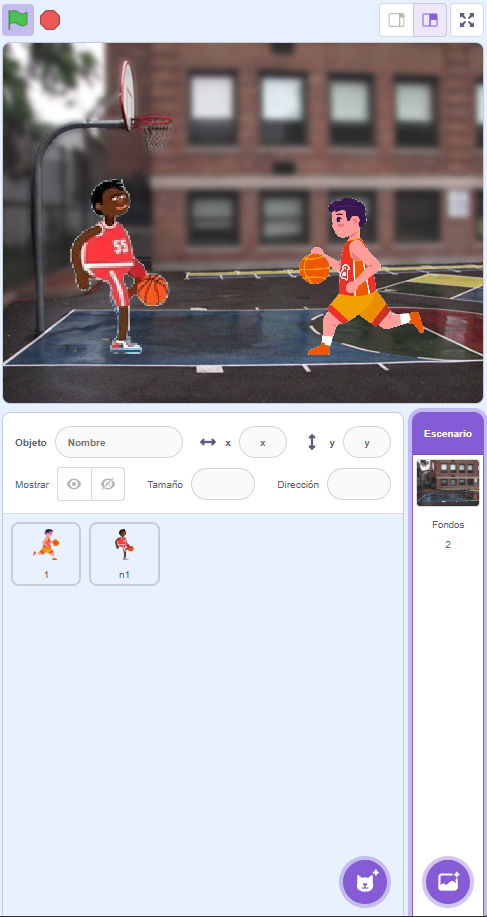 55
Objeto Nombre x x y y
Escenario
Mostrar Tamaño Dirección
Fondos
2
1 n1